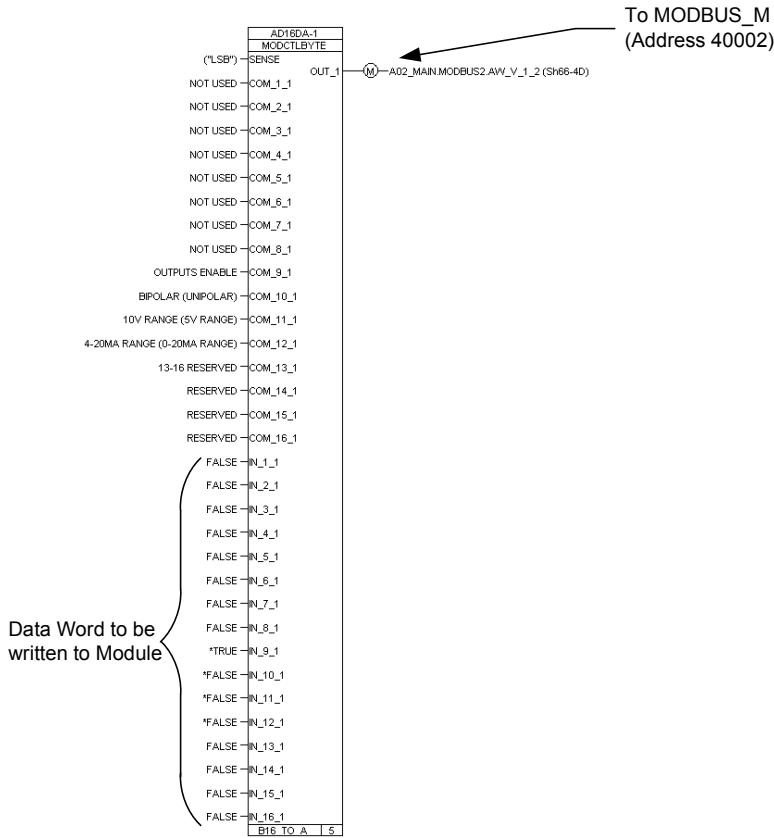 To MODBUS_M
(Address 40002)
AD16DA-1
MODCTLBYTE
("LSB") SENSE
OUT_1 M A02_MAIN.MODBUS2.AW_V_1_2 (Sh66-4D)
NOT USED COM_1_1
NOT USED COM_2_1
NOT USED COM_3_1
NOT USED COM_4_1
NOT USED COM_5_1
NOT USED COM_6_1
NOT USED COM_7_1
NOT USED COM_8_1
OUTPUTS ENABLE COM_9_1
BIPOLAR (UNIPOLAR) COM_10_1
10V RANGE (5V RANGE) COM_11_1
4-20MA RANGE (0-20MA RANGE) COM_12_1
13-16 RESERVED COM_13_1
RESERVED COM_14_1
RESERVED COM_15_1
RESERVED COM_16_1
FALSE IN_1_1
FALSE IN_2_1
FALSE IN_3_1
FALSE IN_4_1
FALSE IN_5_1
FALSE IN_6_1
FALSE IN_7_1
FALSE IN_8_1
Data Word to be
written to Module
*TRUE IN_9_1
*FALSE IN_10_1
*FALSE IN_11_1
*FALSE IN_12_1
FALSE IN_13_1
FALSE IN_14_1
FALSE IN_15_1
FALSE IN_16_1
B16_TO_A 5